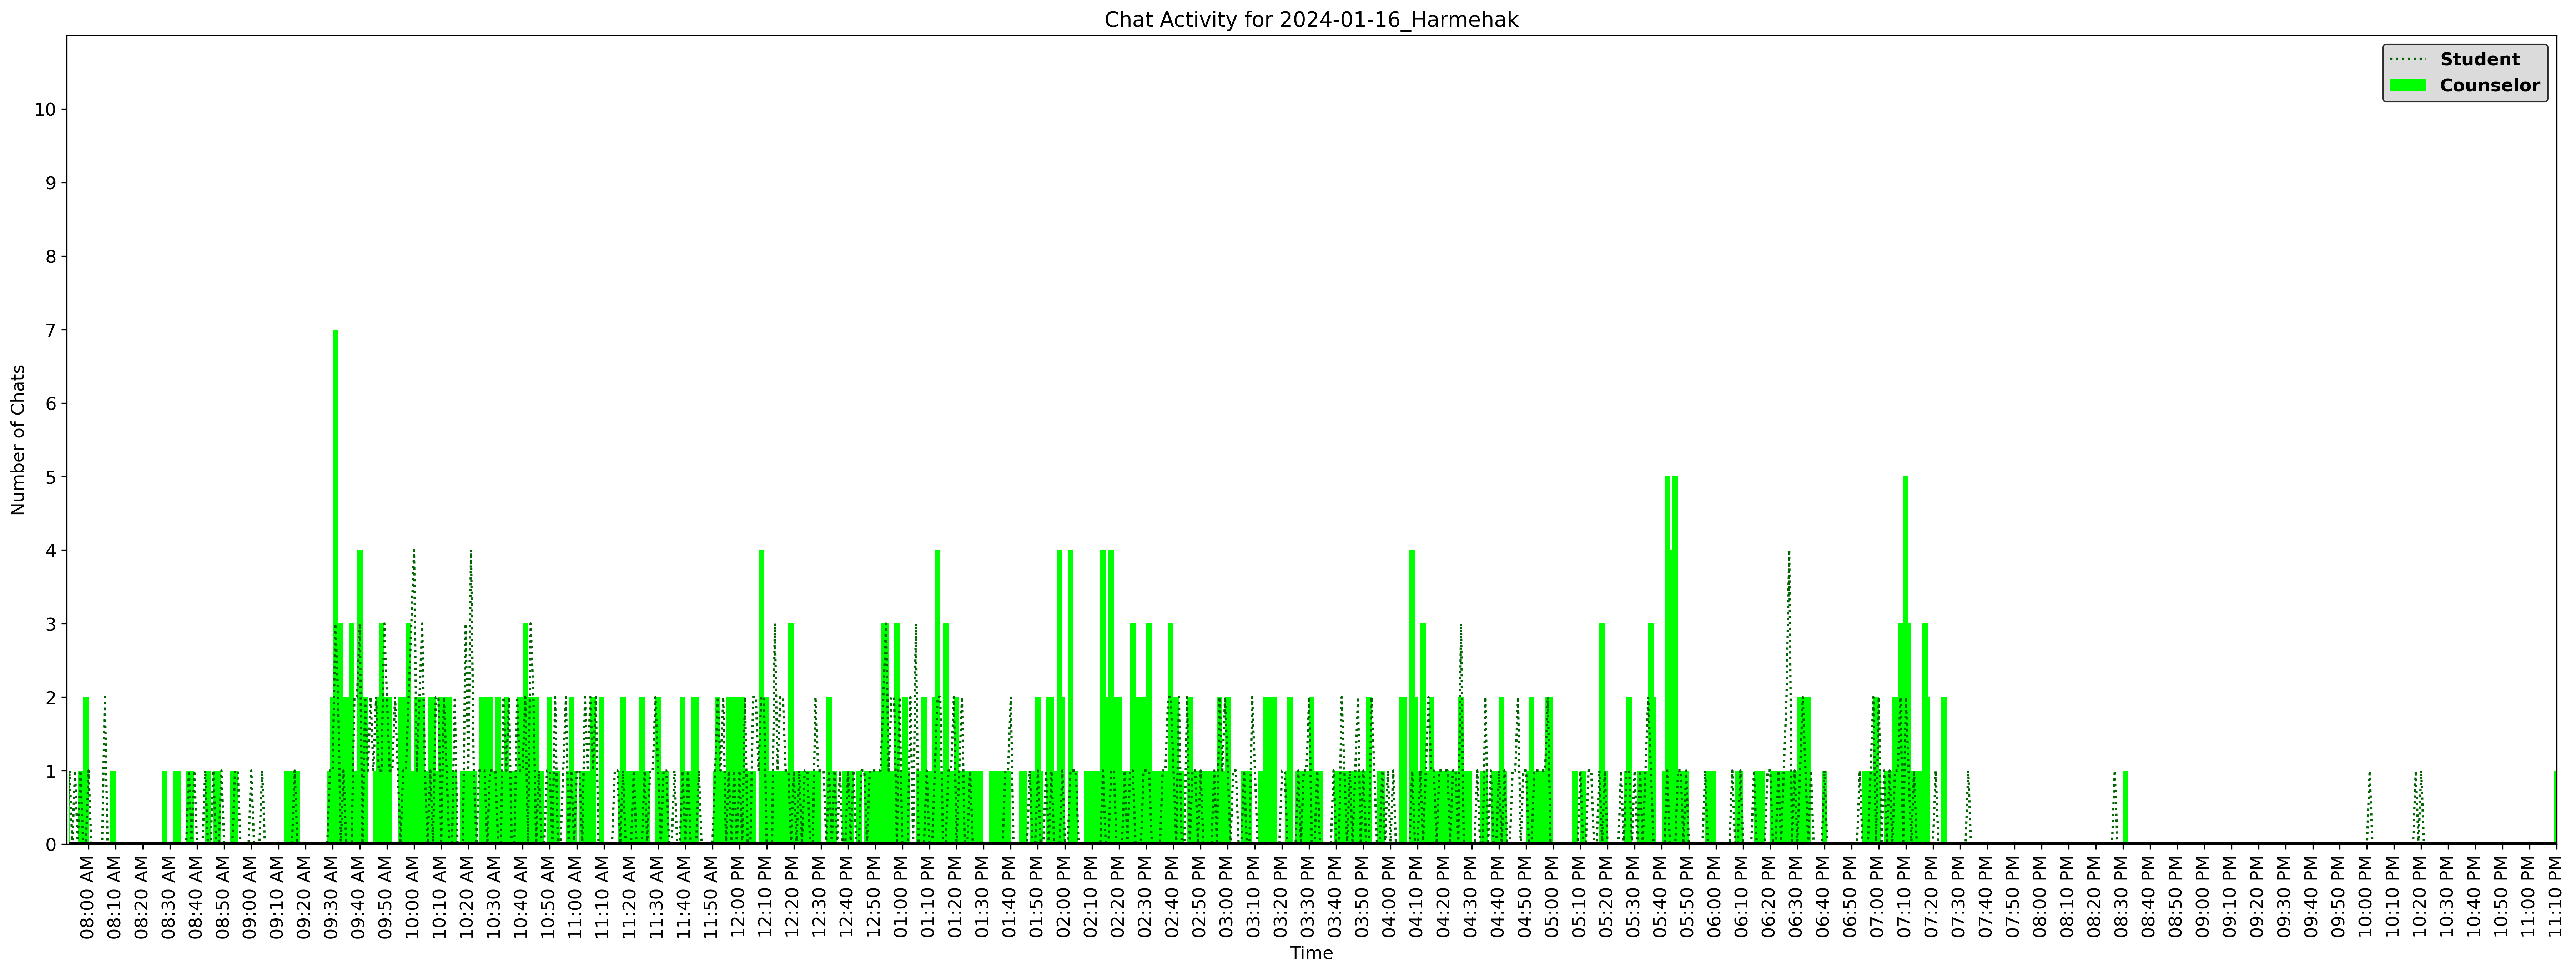 Chat Activity for 2024-01-16_Harmehak
Student
Counselor
Number of Chats
10
9
8
7
6
5
4
3
2
1
0
08:00 AM
08:10 AM
08:20 AM
08:30 AM
08:40 AM
08:50 AM
09:00 AM
09:10 AM
09:20 AM
09:30 AM
09:40 AM
09:50 AM
10:00 AM
10:10 AM
10:20 AM
10:30 AM
10:40 AM
10:50 AM
11:00 AM
11:10 AM
11:20 AM
11:30 AM
11:40 AM
11:50 AM
12:00 PM
12:10 PM
12:20 PM
12:30 PM
12:40 PM
12:50 PM
01:00 PM
01:10 PM
01:20 PM
01:30 PM
01:40 PM
01:50 PM
02:00 PM
02:10 PM
02:20 PM
02:30 PM
02:40 PM
02:50 PM
03:00 PM
03:10 PM
03:20 PM
03:30 PM
03:40 PM
03:50 PM
04:00 PM
04:10 PM
04:20 PM
04:30 PM
04:40 PM
04:50 PM
05:00 PM
05:10 PM
05:20 PM
05:30 PM
05:40 PM
05:50 PM
06:00 PM
06:10 PM
06:20 PM
06:30 PM
06:40 PM
06:50 PM
07:00 PM
07:10 PM
07:20 PM
07:30 PM
07:40 PM
07:50 PM
08:00 PM
08:10 PM
08:20 PM
08:30 PM
08:40 PM
08:50 PM
09:00 PM
09:10 PM
09:20 PM
09:30 PM
09:40 PM
09:50 PM
10:00 PM
10:10 PM
10:20 PM
10:30 PM
10:40 PM
10:50 PM
11:00 PM
11:10 PM
Time